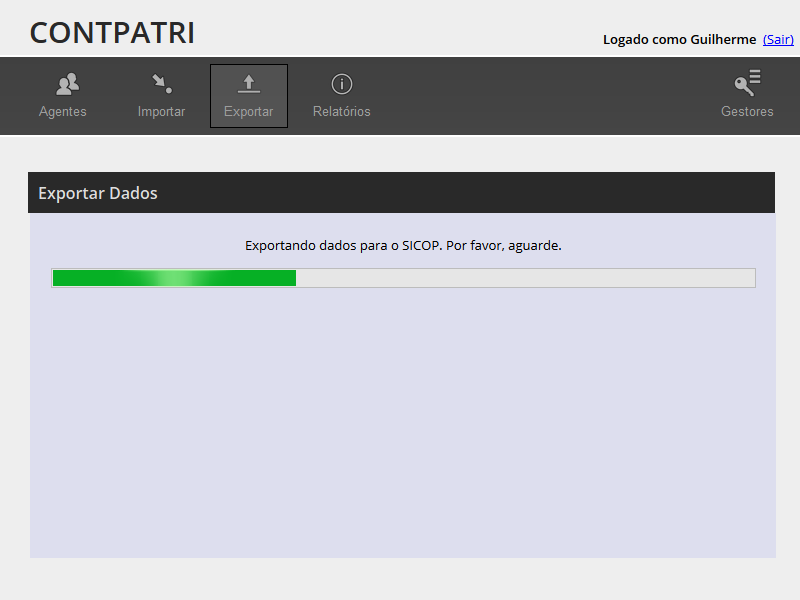 CONTPATRI
Logado como Guilherme (Sair)
Agentes
Importar
Exportar
Relatórios
Gestores
Exportar Dados
Exportando dados para o SICOP. Por favor, aguarde.